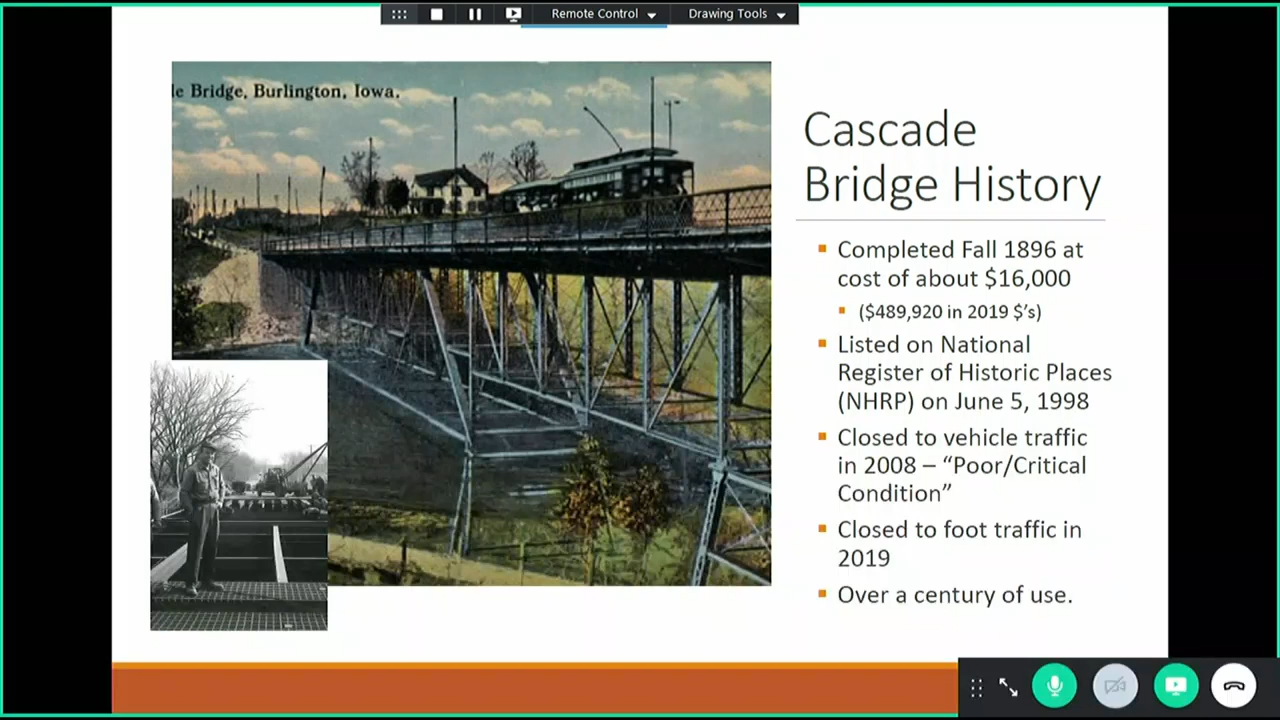 Remote Control
Drawing Tools
le Bridge, Burlington, Iowa.
Cascade
Bridge History
Completed Fall 1896 at
cost of about $16,000
($489,920 in 2019 $'s)
Listed on National
Register of Historic Places
(NHRP) on June 5, 1998
Closed to vehicle traffic
in 2008 – “Poor/Critical
Condition”
Closed to foot traffic in
2019
Over a century of use.